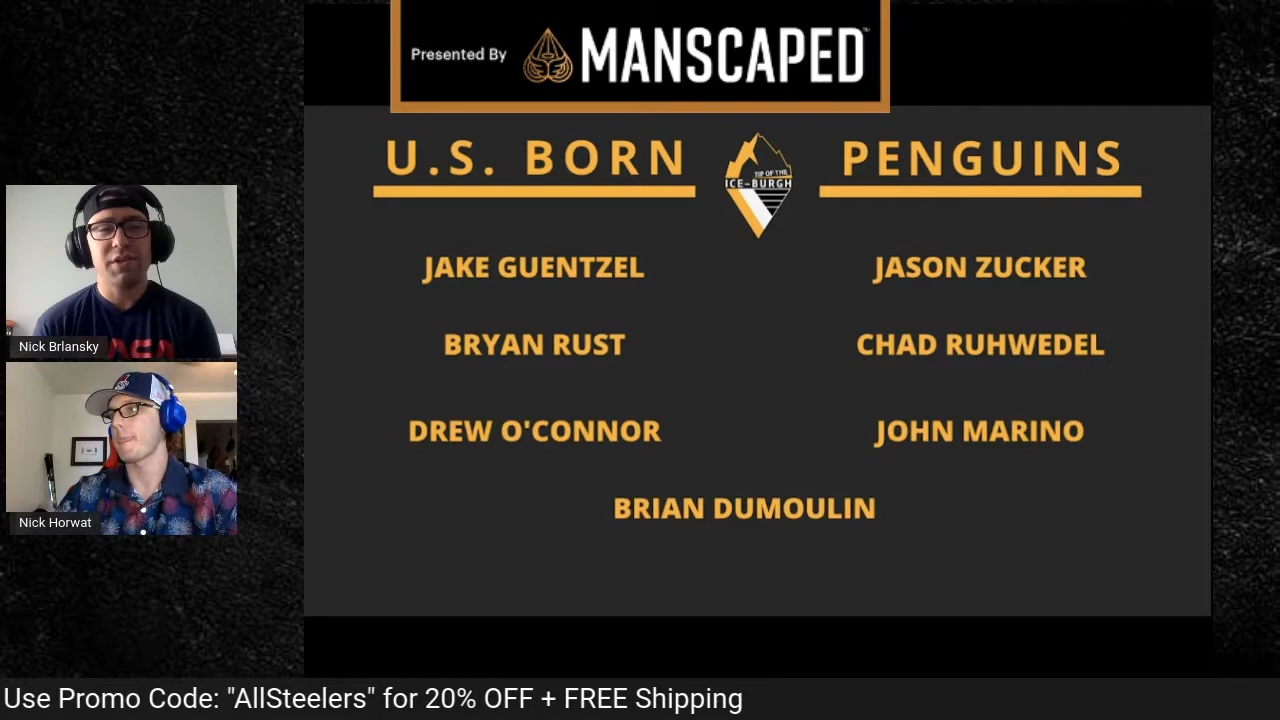 Presented By MANSCAPED
U.S. BORN PENGUINS
TIP OF THE
ICE-BURGH
JAKE GUENTZEL JASON ZUCKER
BRYAN RUST CHAD RUHWEDEL
DREW O'CONNOR JOHN MARINO
BRIAN DUMOULIN
Nick Brlansky
Nick Horwat
Use Promo Code: "AllSteelers" for 20% OFF + FREE Shipping